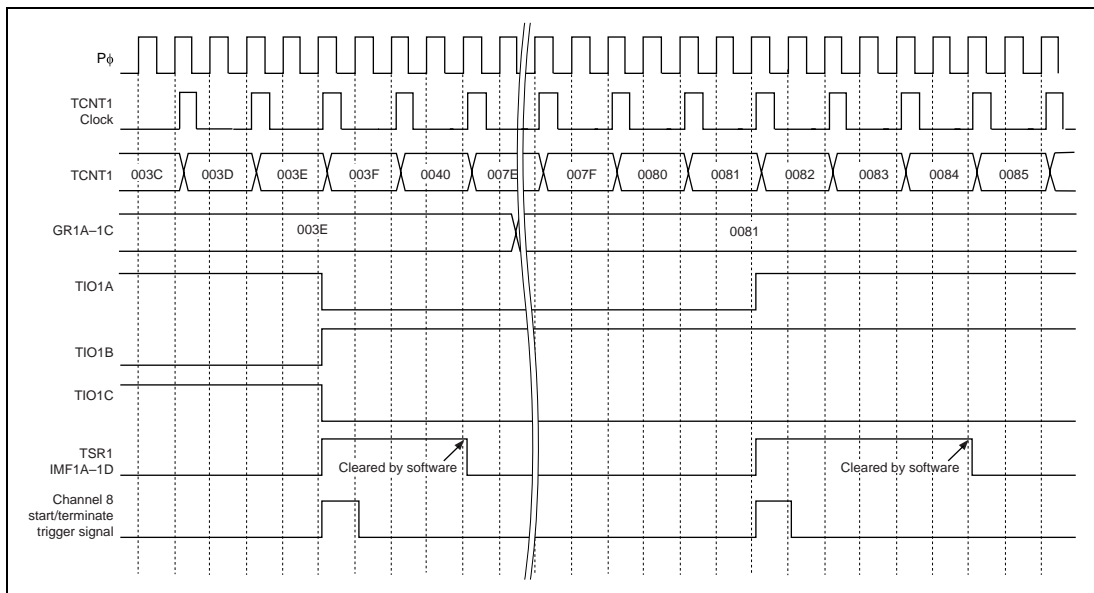 Pϕ
TCNT1
Clock
TCNT1
003C 003D 003E 003F 0040 007E 007F 0080 0081 0082 0083 0084 0085
GR1A–1C
003E 0081
TIO1A
TIO1B
TIO1C
TSR1
IMF1A–1D
Cleared by software Cleared by software
Channel 8
start/terminate
trigger signal